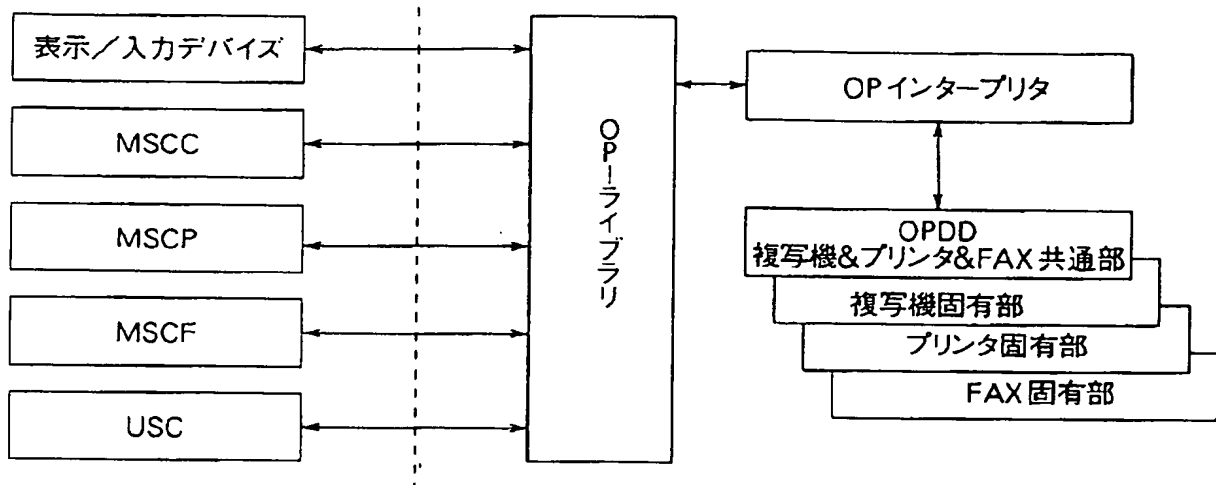 表示／入力デバイズ
MSCC
MSCP
MSCF
USC
OPーライブラリ
OPインタープリタ
OPDD
複写機&プリンタ&FAX共通部
複写機固有部
プリンタ固有部
FAX固有部